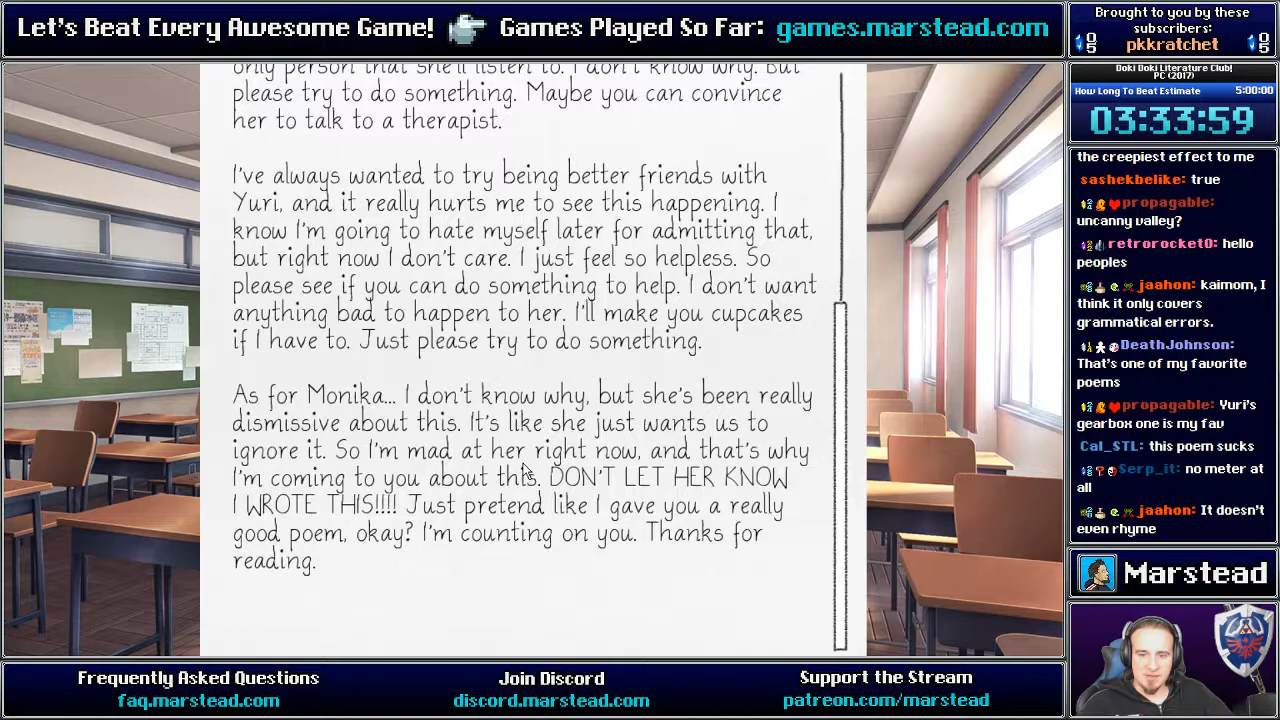 Let's Beat Every Awesome Game! Games Played So Far: games.marstead.com
only person that she'll listen to. I don't know why. But
please try to do something. Maybe you can convince
her to talk to a therapist.
I've always wanted to try being better friends with
Yuri, and it really hurts me to see this happening. I
know I'm going to hate myself later for admitting that,
but right now I don't care. I just feel so helpless. So
please see if you can do something to help. I don't want
anything bad to happen to her. I'll make you cupcakes
if I have to. Just please try to do something.
As for Monika... I don't know why, but she's been really
dismissive about this. It's like she just wants us to
ignore it. So I'm mad at her right now, and that's why
I'm coming to you about this. DON'T LET HER KNOW
I WROTE THIS!!!! Just pretend like I gave you a really
good poem, okay? I'm counting on you. Thanks for
reading.
Brought to you by these
subscribers:
pkkratchet
Doki Doki Literature Club!
PC (2017)
How Long To Beat Estimate 5:00:00
03:33:59
the creepiest effect to me
sashekbelike: true
propagable:
uncanny valley?
retrorocket0: hello
peoples
jaahon: kaimom, I
think it only covers
grammatical errors.
DeathJohnson:
That's one of my favorite
poems
propagable: Yuri's
gearbox one is my fav
Cal_STL: this poem sucks
Serp_it: no meter at
all
jaahon: It doesn't
even rhyme
Marstead
Frequently Asked Questions
faq.marstead.com
Join Discord
discord.marstead.com
Support the Stream
patreon.com/marstead